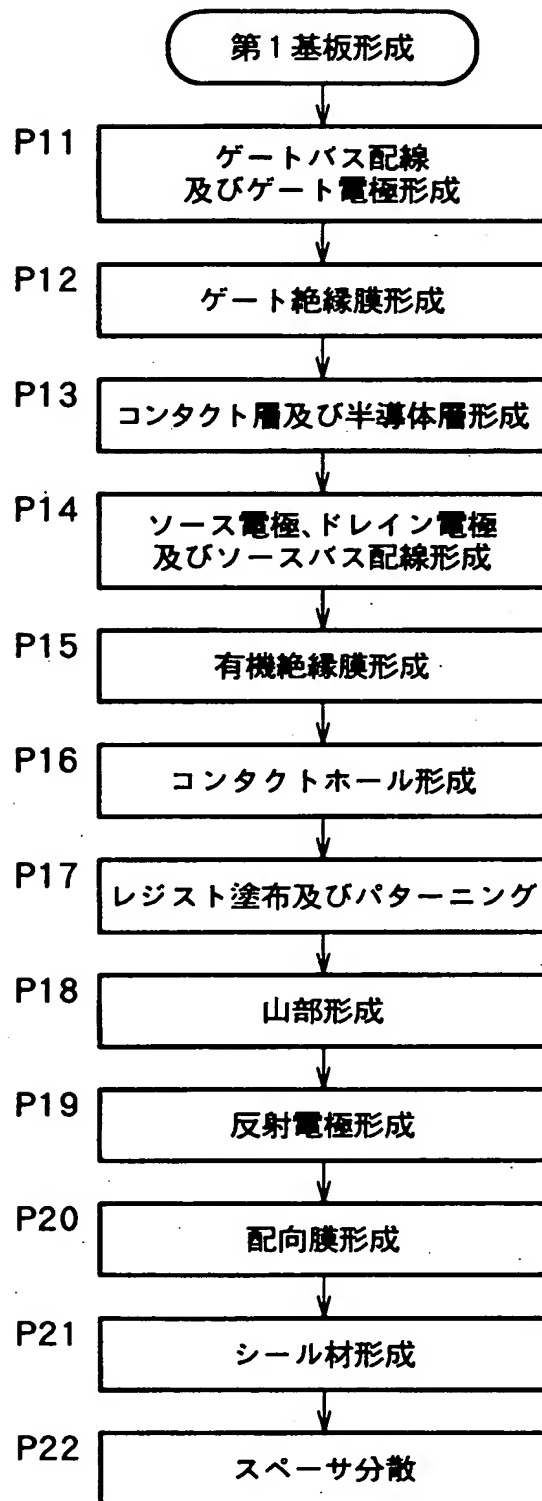 第1基板形成
P11
ゲートバス配線
及びゲート電極形成
P12
ゲート絶縁膜形成
P13
コンタクト層及び半導体層形成
P14
ソース電極、ドレイン電極
及びソースバス配線形成
P15
有機絶縁膜形成
P16
コンタクトホール形成
P17
レジスト塗布及びパターニング
P18
山部形成
P19
反射電極形成
P20
配向膜形成
P21
シール材形成
P22
スペーサ分散